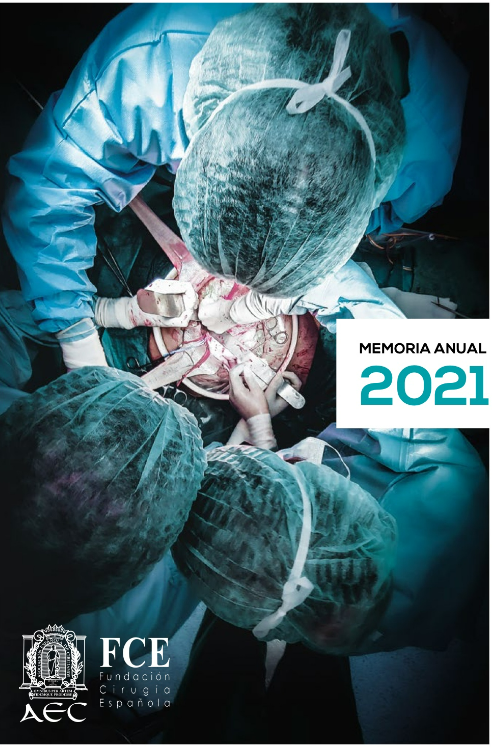 MEMORIA ANUAL
2021
FCE
Fundación
Cirugía
Española
AEC